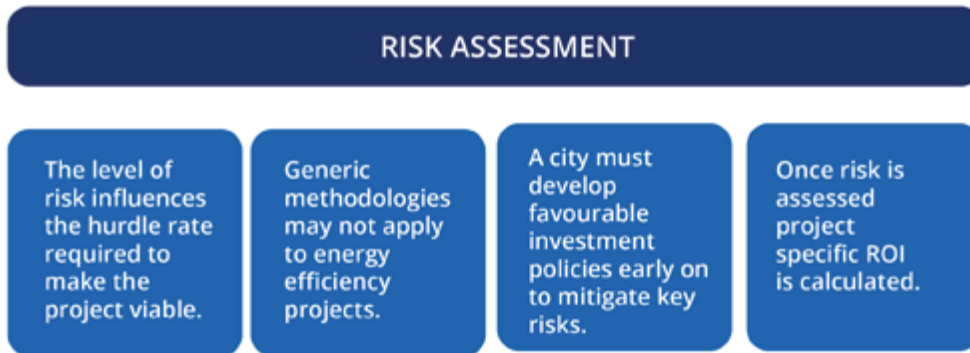 RISK ASSESSMENT
The level of
risk influences
the hurdle rate
required to
make the
project viable.
Generic
methodologies
may not apply
to energy
efficiency
projects.
A city must
develop
favourable
investment
policies early on
to mitigate key
risks.
Once risk is
assessed
project
specific ROI
is calculated.